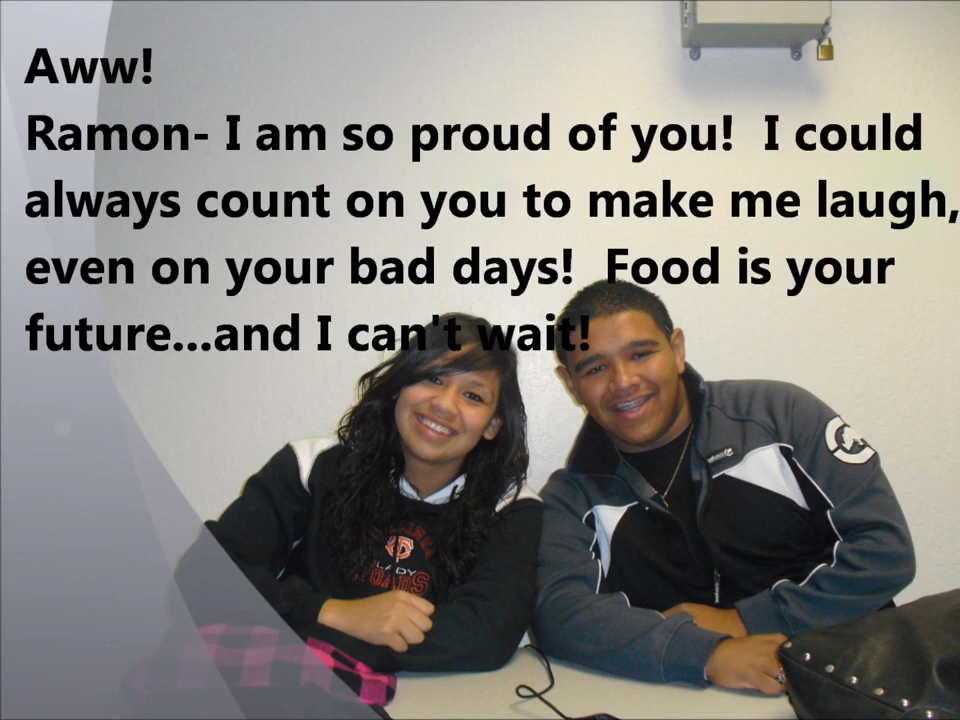 Aww!
Ramon- I am so proud of you!  I could
always count on you to make me laugh,
even on your bad days!  Food is your
future...and I can't wait!
LADY